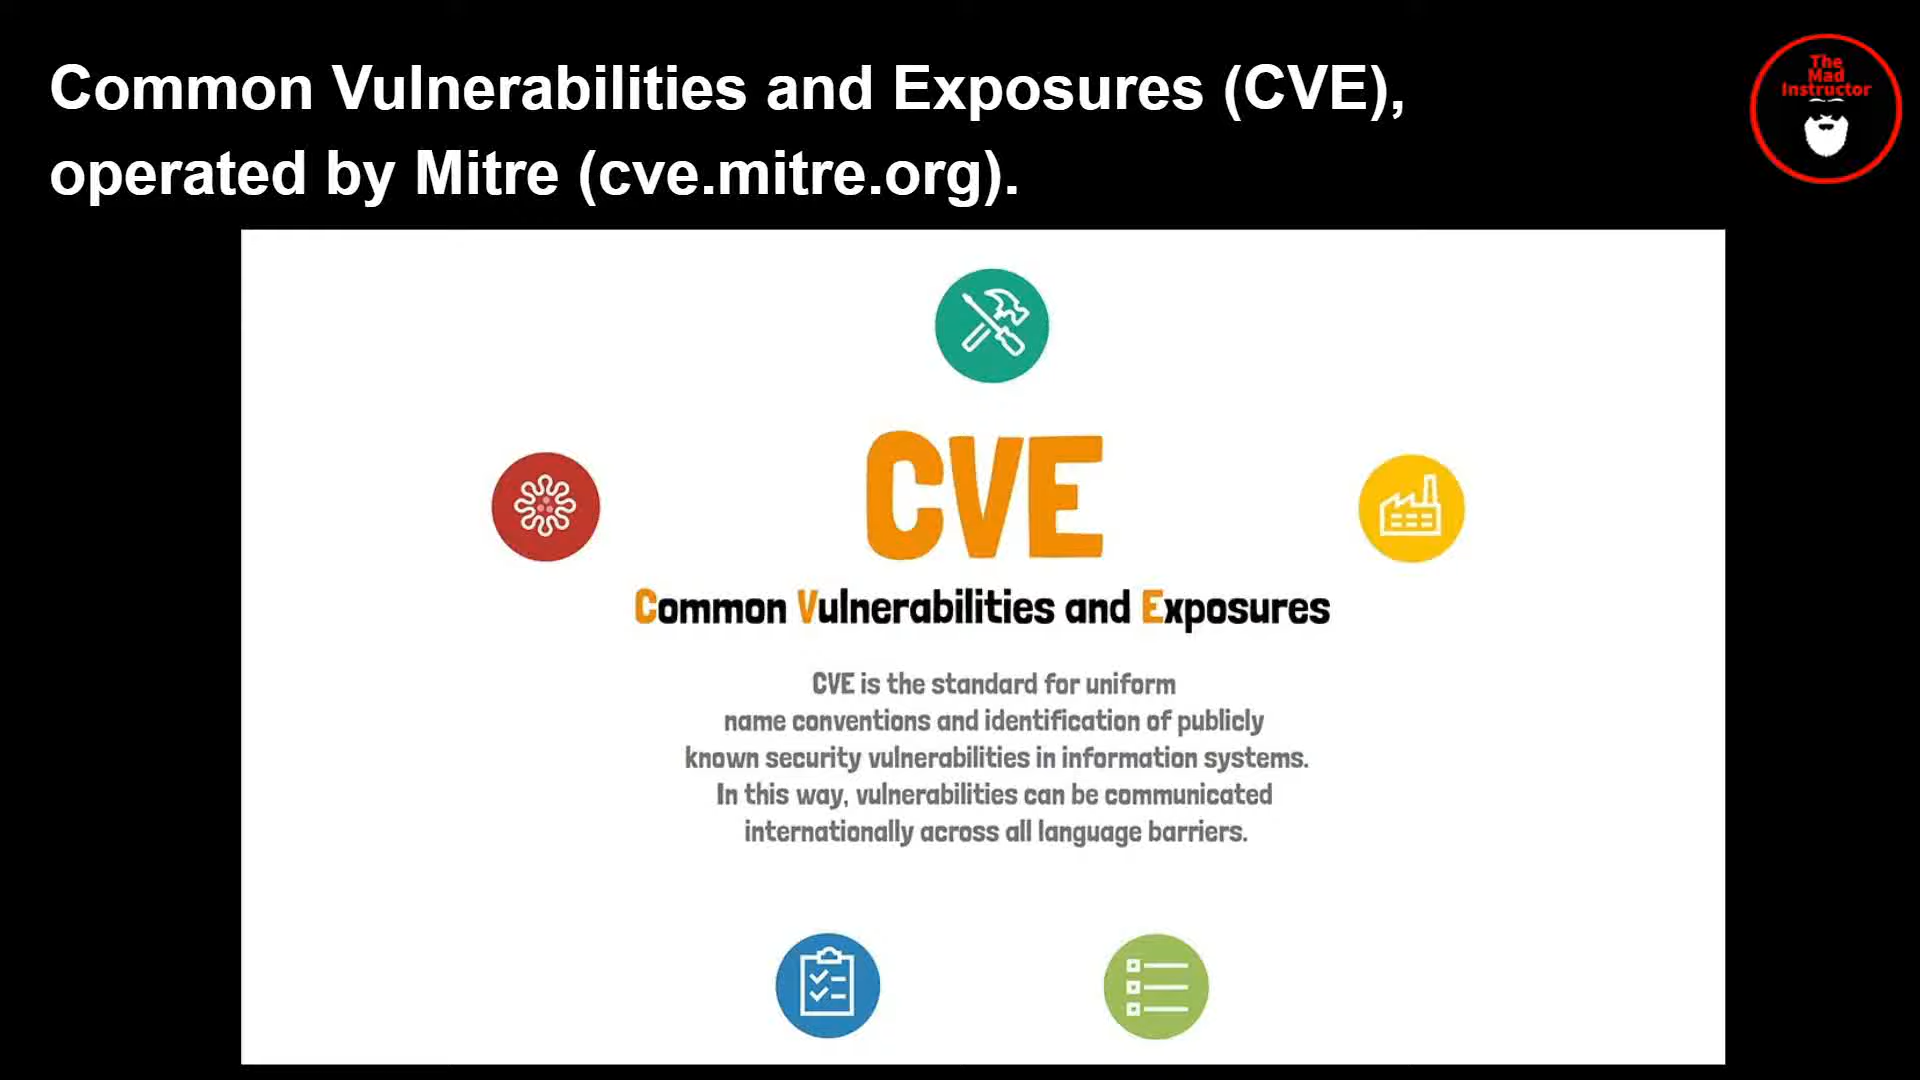 Common Vulnerabilities and Exposures (CVE),
operated by Mitre (cve.mitre.org).
The
Mad
Instructor
CVE
Common Vulnerabilities and Exposures
CVE is the standard for uniform
name conventions and identification of publicly
known security vulnerabilities in information systems.
In this way, vulnerabilities can be communicated
internationally across all language barriers.